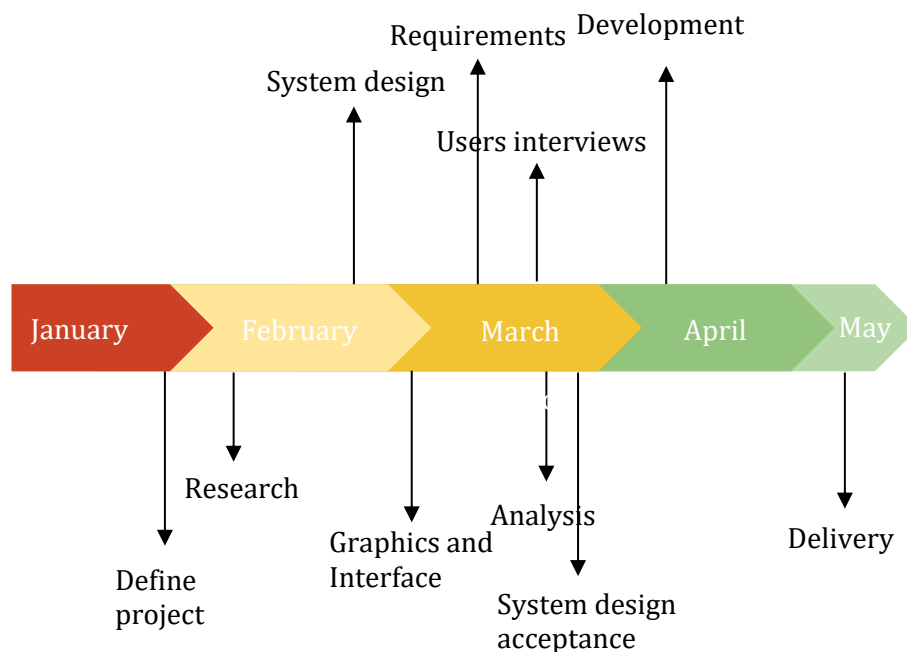 Development
Requirements
System design
Users interviews
January
February
March
April
May
Research
Analysis
Graphics and
Interface
Delivery
Define
project
System design
acceptance